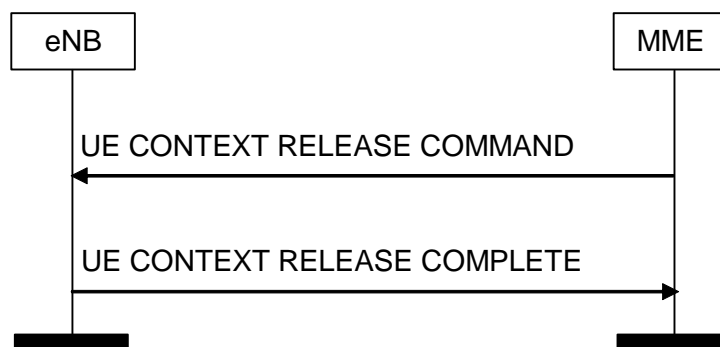 eNB
MME
UE CONTEXT RELEASE COMMAND
UE CONTEXT RELEASE COMPLETE